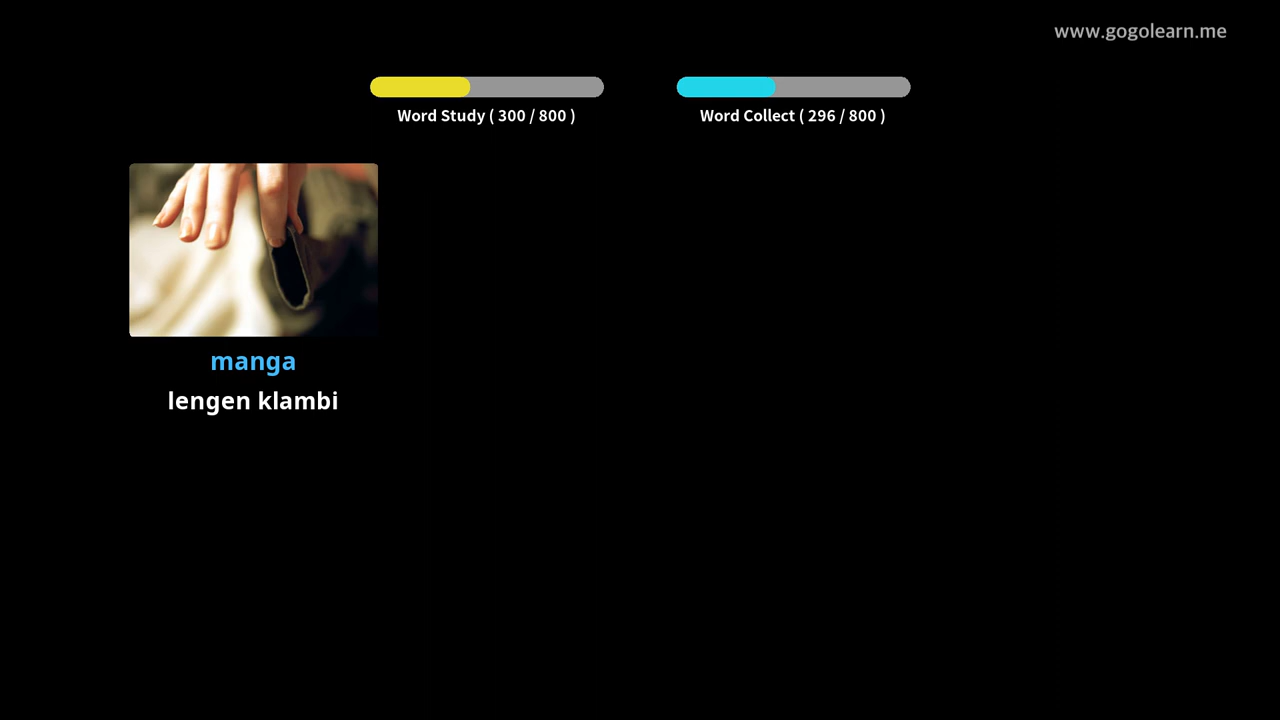 www.gogolearn.me
Word Study ( 300 / 800 )
Word Collect ( 296 / 800 )
manga
lengen klambi